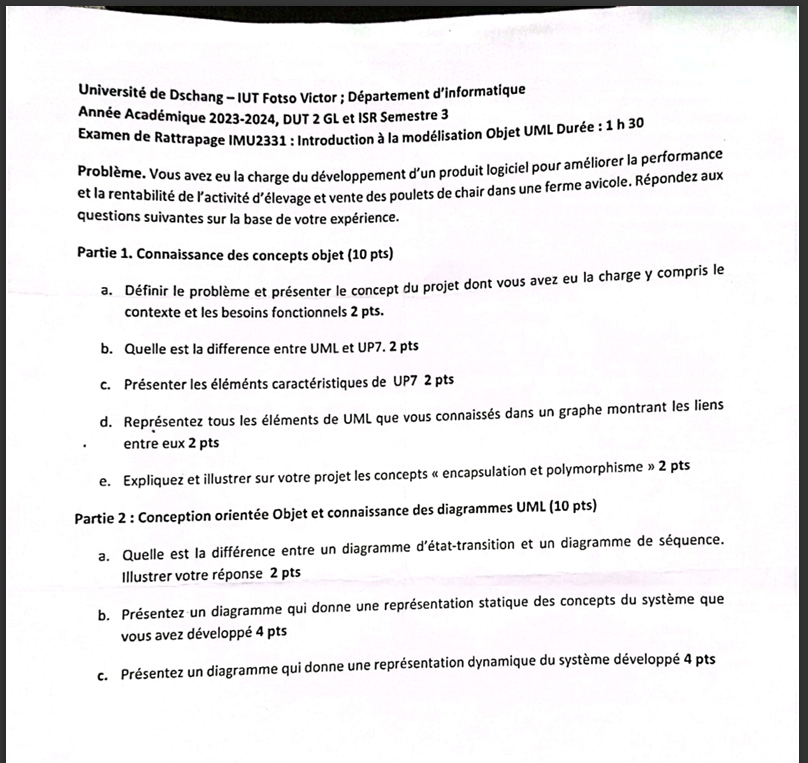 Université de Dschang – IUT Fotso Victor ; Département d'informatique
Année Académique 2023-2024, DUT 2 GL et ISR Semestre 3
Examen de Rattrapage IMU2331 : Introduction à la modélisation Objet UML Durée : 1 h 30
Problème. Vous avez eu la charge du développement d'un produit logiciel pour améliorer la performance
et la rentabilité de l'activité d'élevage et vente des poulets de chair dans une ferme avicole. Répondez aux
questions suivantes sur la base de votre expérience.
Partie 1. Connaissance des concepts objet (10 pts)
a. Définir le problème et présenter le concept du projet dont vous avez eu la charge y compris le
contexte et les besoins fonctionnels 2 pts.
b. Quelle est la difference entre UML et UP7. 2 pts
c. Présenter les éléménts caractéristiques de UP7 2 pts
d. Représentez tous les éléments de UML que vous connaissés dans un graphe montrant les liens
entre eux 2 pts
e. Expliquez et illustrer sur votre projet les concepts « encapsulation et polymorphisme » 2 pts
Partie 2 : Conception orientée Objet et connaissance des diagrammes UML (10 pts)
a. Quelle est la différence entre un diagramme d'état-transition et un diagramme de séquence.
Illustrer votre réponse 2 pts
b. Présentez un diagramme qui donne une représentation statique des concepts du système que
vous avez développé 4 pts
c. Présentez un diagramme qui donne une représentation dynamique du système développé 4 pts